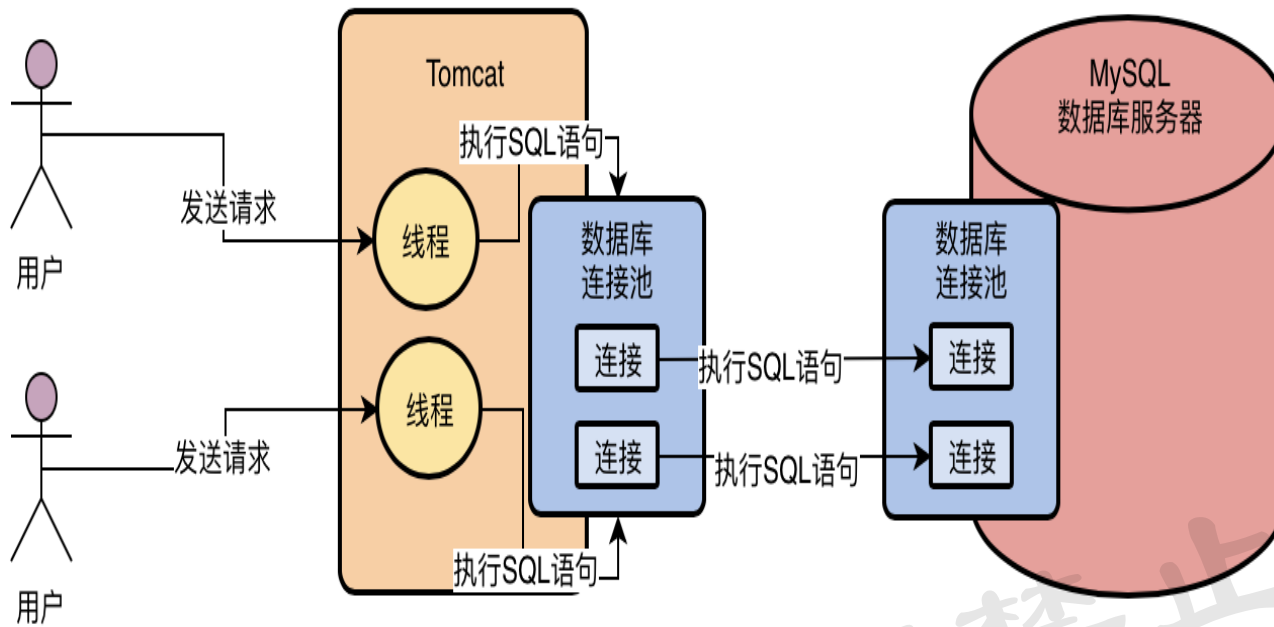 Tomcat
MySQL
数据库服务器
执行SQL语句
发送请求
线程
数据库
连接池
数据库
连接池
用户
连接
执行SQL语句
连接
线程
发送请求
连接
执行SQL语句
连接
执行SQL语句
用户
禁止